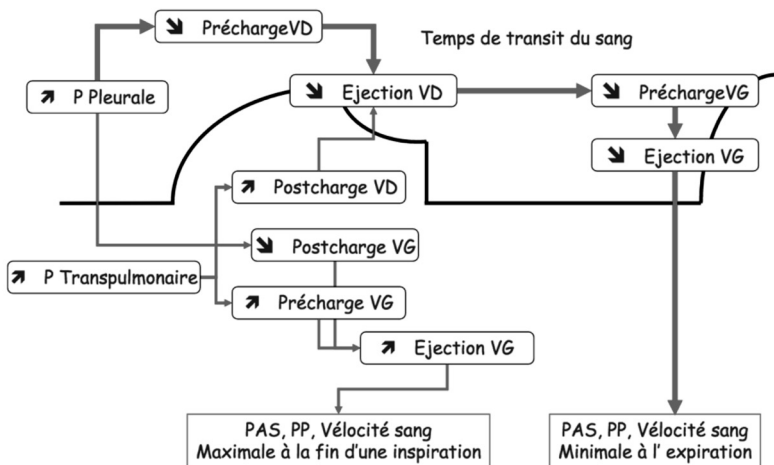 PréchargeVD
Temps de transit du sang
P Pleurale
Ejection VD
PréchargeVG
Ejection VG
Postcharge VD
Postcharge VG
P Transpulmonaire
Précharge VG
Ejection VG
PAS, PP, Vélocité sang
Maximale à la fin d'une inspiration
PAS, PP, Vélocité sang
Minimale à l' expiration